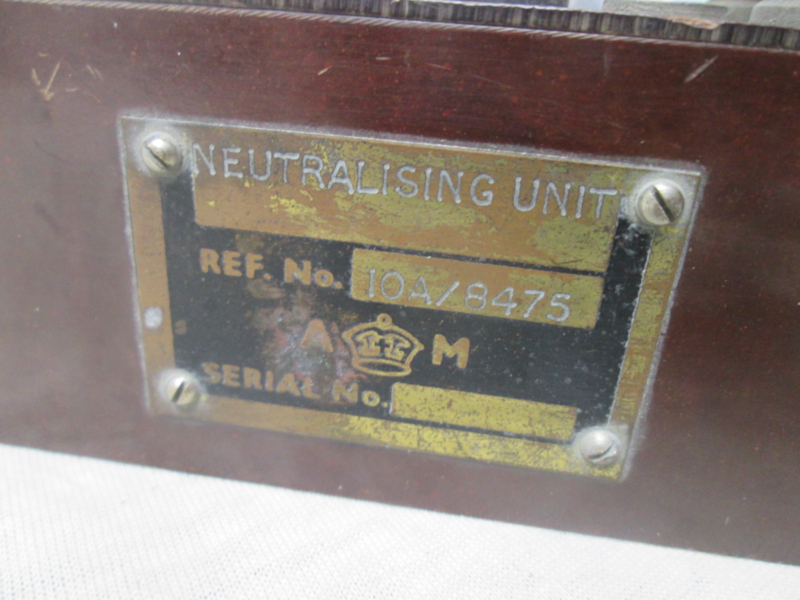 NEUTRALISING UNIT
REF. No. 10A/8475
A M
SERIAL No.